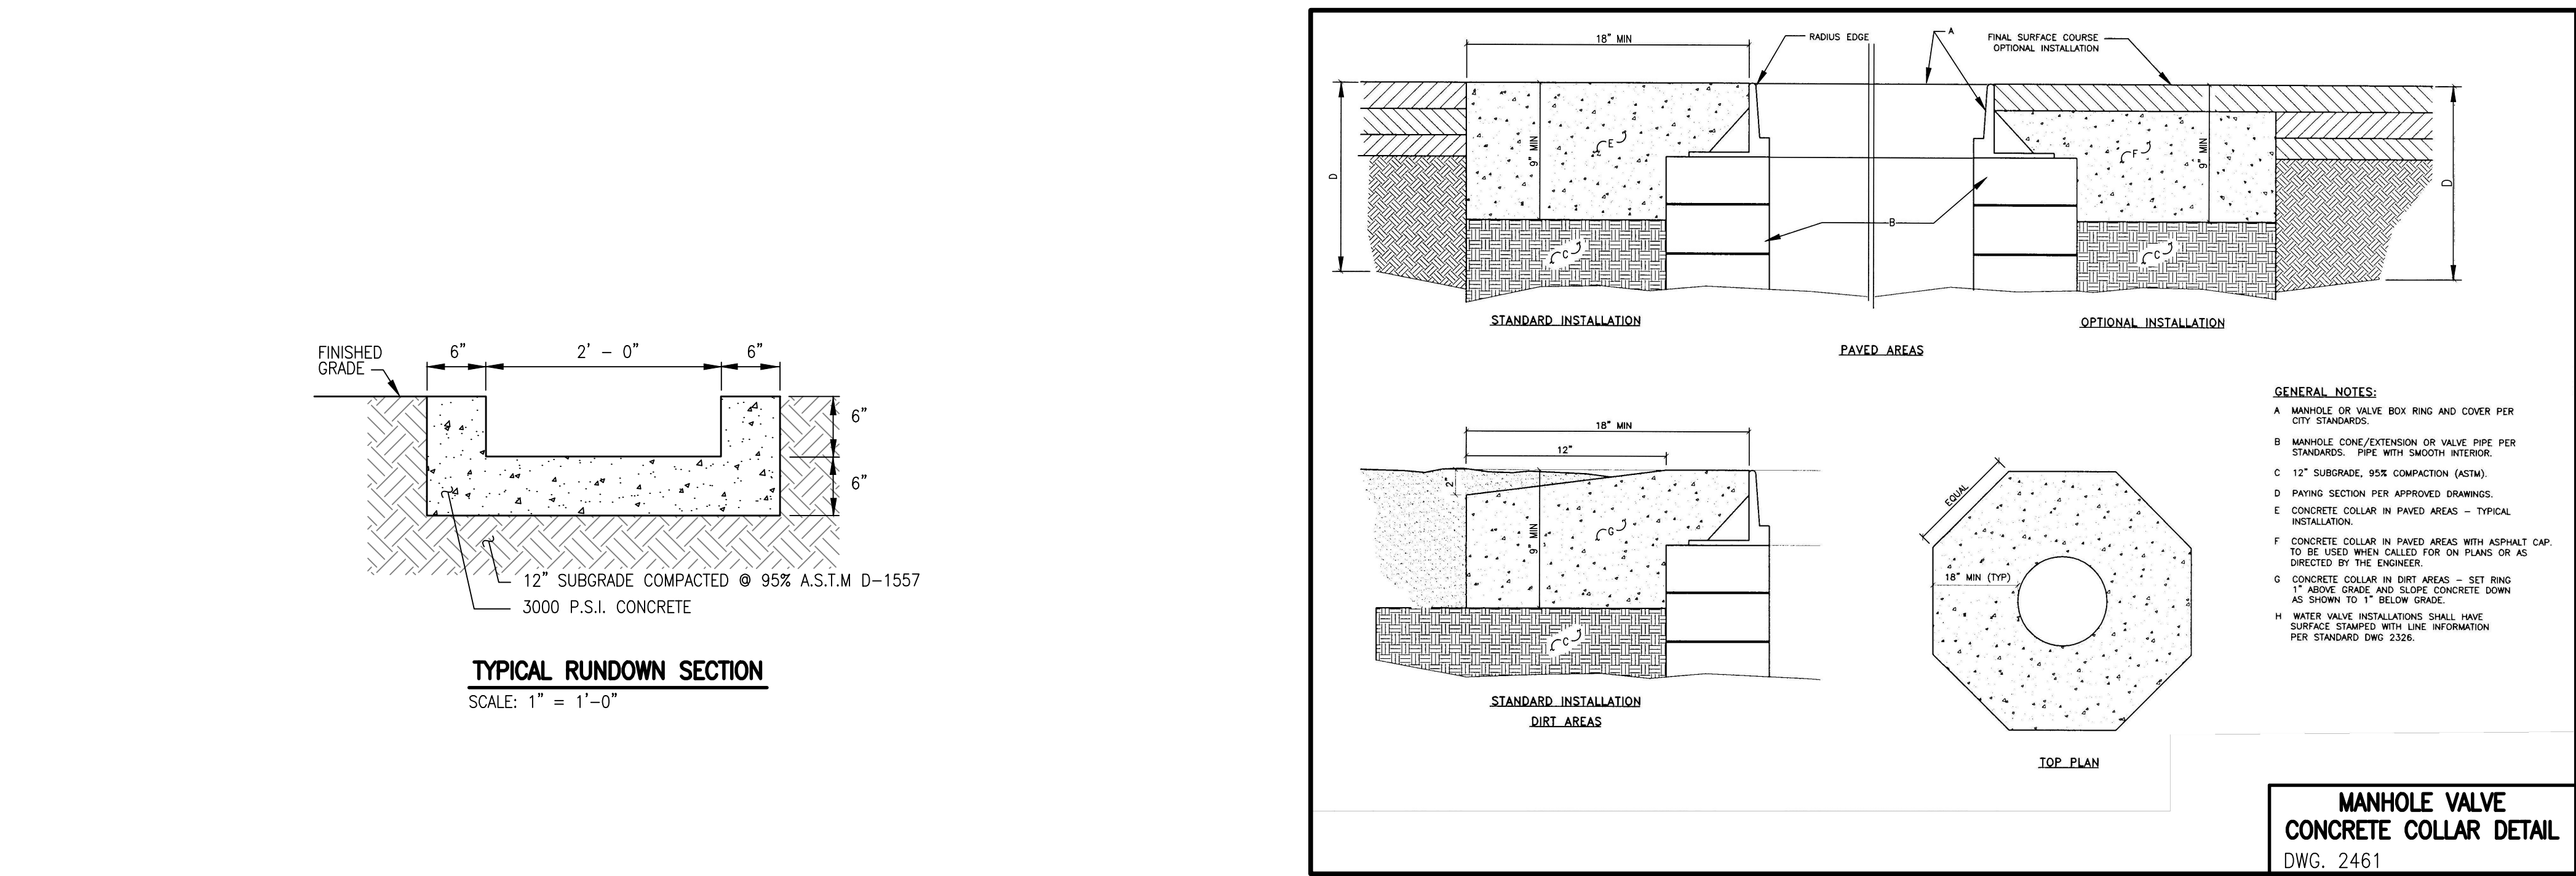 FINISHED
GRADE
6"
2' - 0"
6"
6"
6"
12" SUBGRADE COMPACTED @ 95% A.S.T.M D-1557
3000 P.S.I. CONCRETE
TYPICAL RUNDOWN SECTION
SCALE: 1" = 1'-0"
18" MIN
RADIUS EDGE
A
FINAL SURFACE COURSE
OPTIONAL INSTALLATION
D
9" MIN
E
C
B
F
9" MIN
C
D
STANDARD INSTALLATION
OPTIONAL INSTALLATION
PAVED AREAS
18" MIN
12"
2"
9" MIN
G
C
STANDARD INSTALLATION
DIRT AREAS
EQUAL
18" MIN (TYP)
TOP PLAN
GENERAL NOTES:
A MANHOLE OR VALVE BOX RING AND COVER PER
CITY STANDARDS.
B MANHOLE CONE/EXTENSION OR VALVE PIPE PER
STANDARDS. PIPE WITH SMOOTH INTERIOR.
C 12" SUBGRADE, 95% COMPACTION (ASTM).
D PAYING SECTION PER APPROVED DRAWINGS.
E CONCRETE COLLAR IN PAVED AREAS - TYPICAL
INSTALLATION.
F CONCRETE COLLAR IN PAVED AREAS WITH ASPHALT CAP.
TO BE USED WHEN CALLED FOR ON PLANS OR AS
DIRECTED BY THE ENGINEER.
G CONCRETE COLLAR IN DIRT AREAS - SET RING
1" ABOVE GRADE AND SLOPE CONCRETE DOWN
AS SHOWN TO 1" BELOW GRADE.
H WATER VALVE INSTALLATIONS SHALL HAVE
SURFACE STAMPED WITH LINE INFORMATION
PER STANDARD DWG 2326.
MANHOLE VALVE
CONCRETE COLLAR DETAIL
DWG. 2461